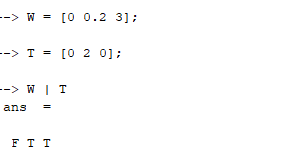 --> W = [0 0.2 3];
--> T = [0 2 0];
--> W | T
ans =
F T T